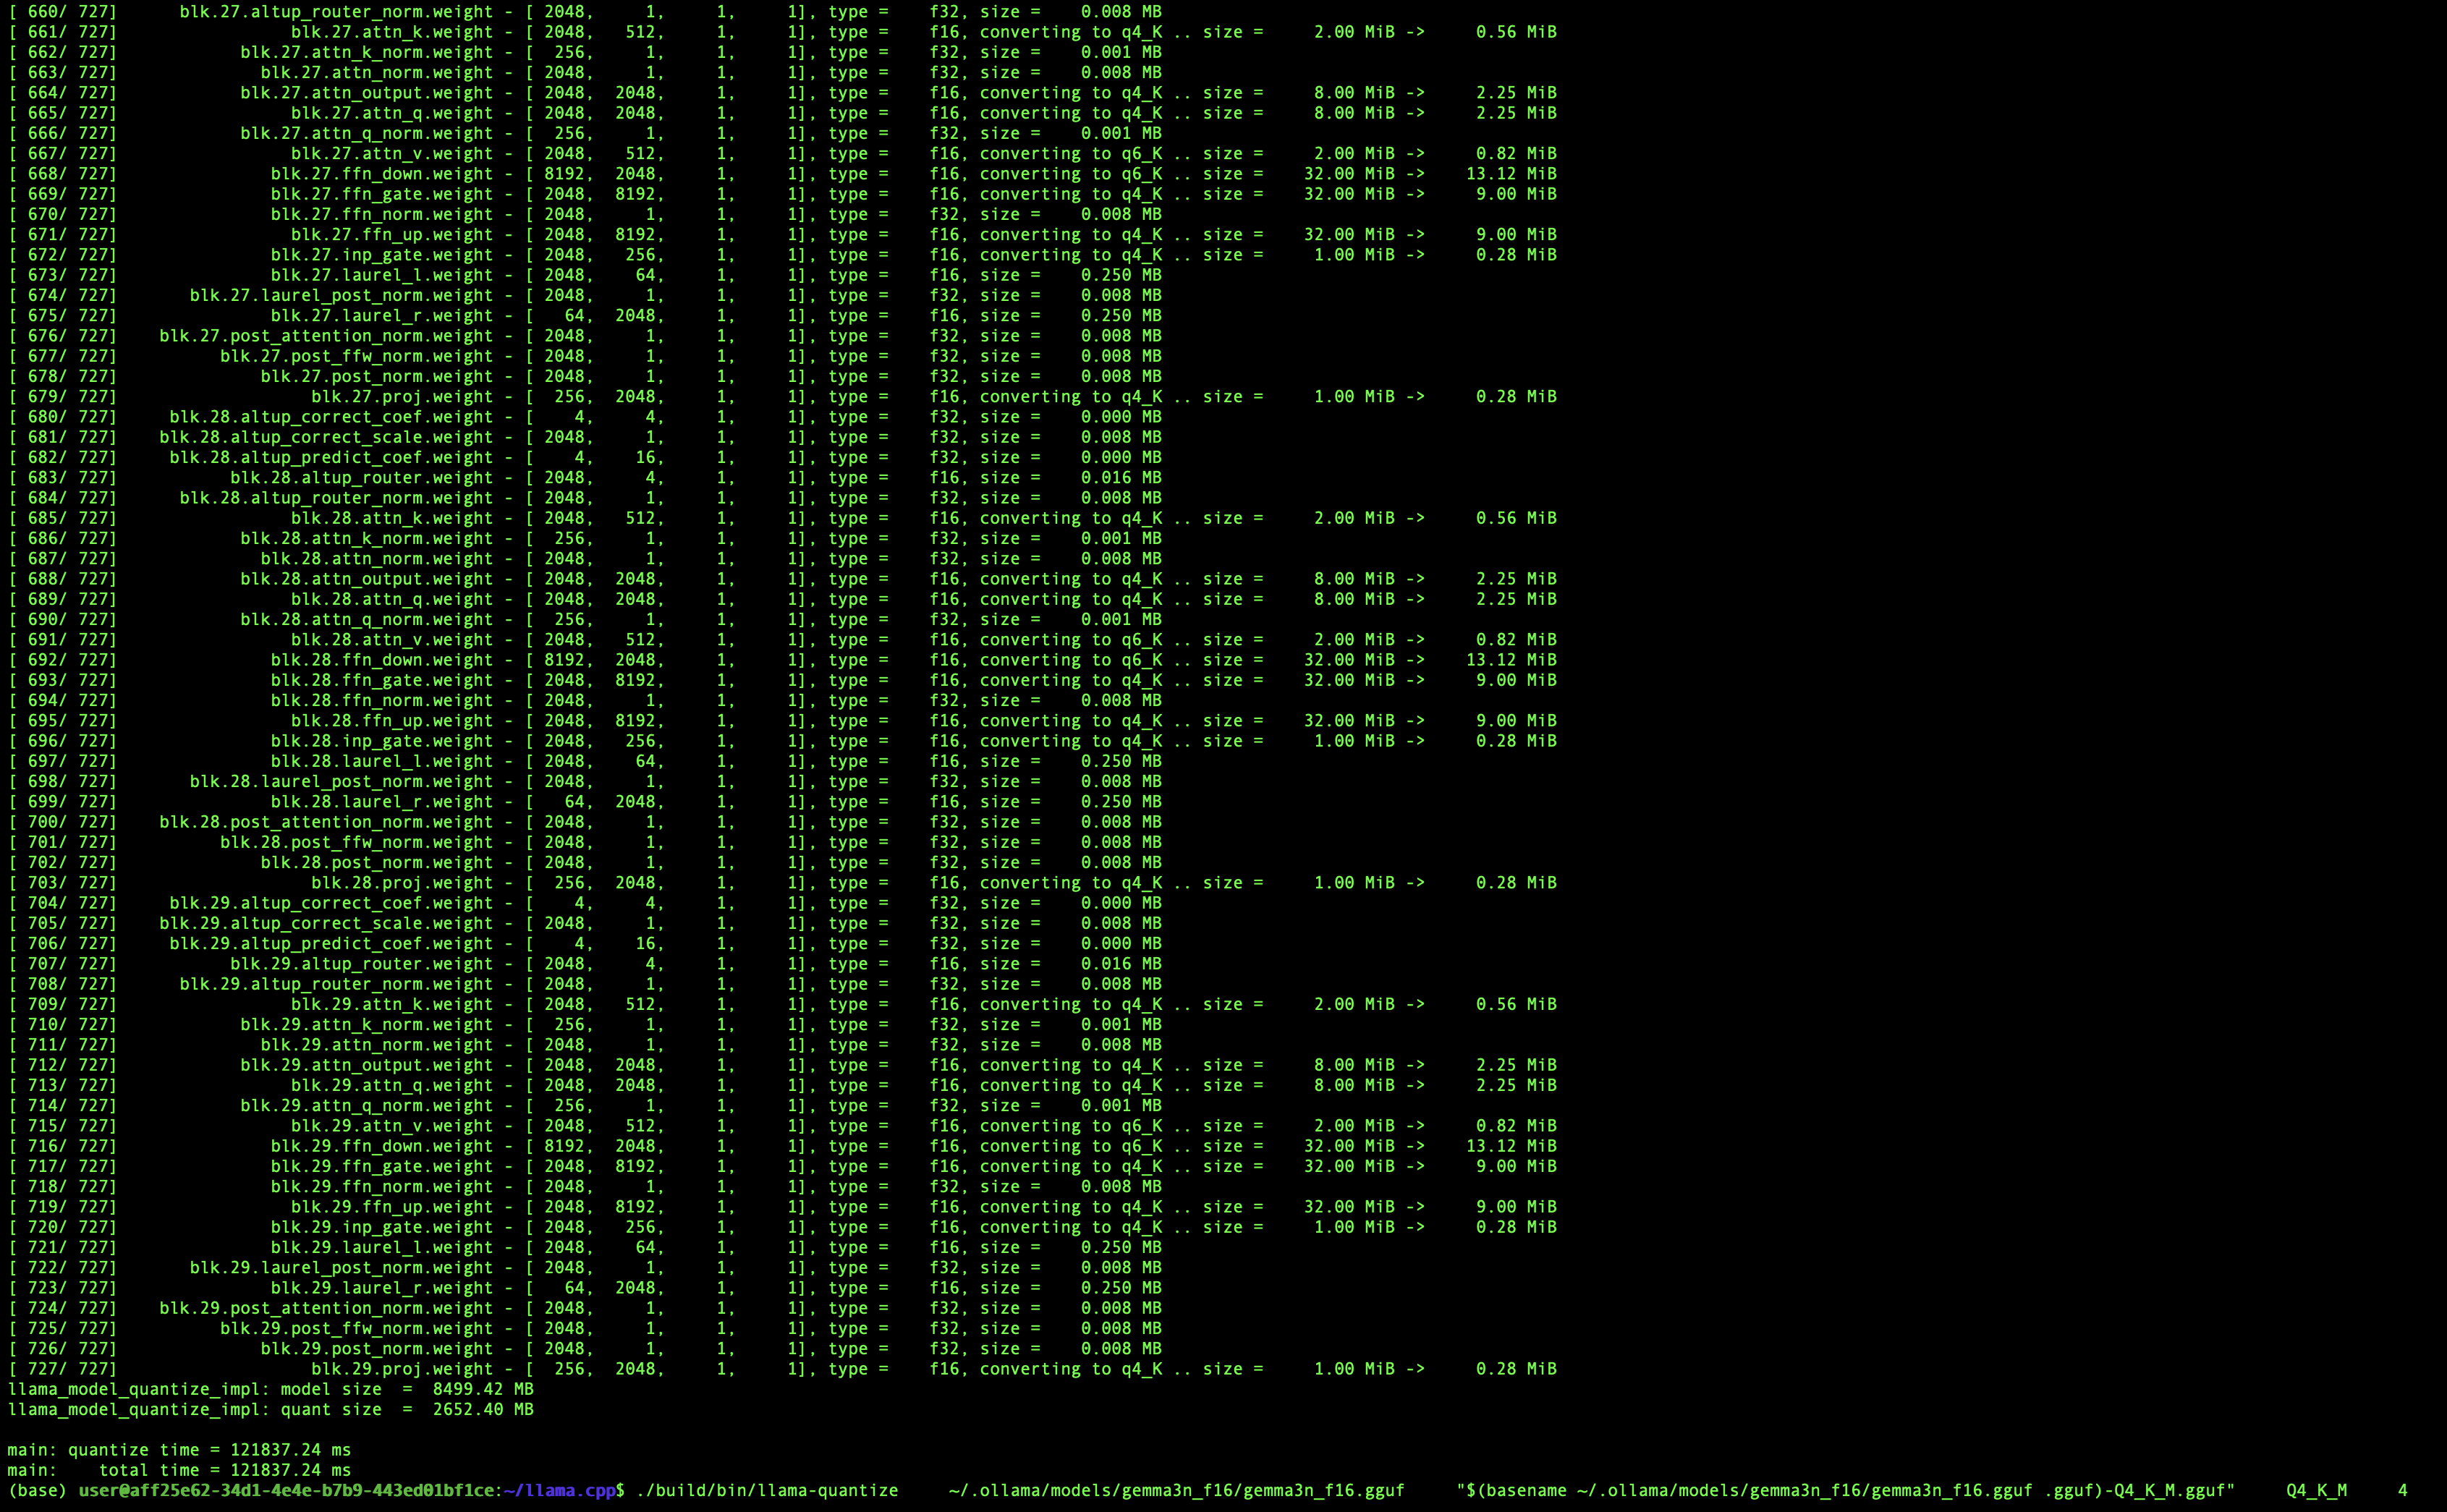 [ 660/ 727] blk.27.altup_router_norm.weight - [ 2048, 1, 1, 1], type = f32, size = 0.008 MB
[ 661/ 727] blk.27.attn_k.weight - [ 2048, 512, 1, 1], type = f16, converting to q4_K .. size = 2.00 MiB -> 0.56 MiB
[ 662/ 727] blk.27.attn_k_norm.weight - [ 256, 1, 1, 1], type = f32, size = 0.001 MB
[ 663/ 727] blk.27.attn_norm.weight - [ 2048, 1, 1, 1], type = f32, size = 0.008 MB
[ 664/ 727] blk.27.attn_output.weight - [ 2048, 2048, 1, 1], type = f16, converting to q4_K .. size = 8.00 MiB -> 2.25 MiB
[ 665/ 727] blk.27.attn_q.weight - [ 2048, 2048, 1, 1], type = f16, converting to q4_K .. size = 8.00 MiB -> 2.25 MiB
[ 666/ 727] blk.27.attn_q_norm.weight - [ 256, 1, 1, 1], type = f32, size = 0.001 MB
[ 667/ 727] blk.27.attn_v.weight - [ 2048, 512, 1, 1], type = f16, converting to q6_K .. size = 2.00 MiB -> 0.82 MiB
[ 668/ 727] blk.27.ffn_down.weight - [ 8192, 2048, 1, 1], type = f16, converting to q6_K .. size = 32.00 MiB -> 13.12 MiB
[ 669/ 727] blk.27.ffn_gate.weight - [ 2048, 8192, 1, 1], type = f16, converting to q4_K .. size = 32.00 MiB -> 9.00 MiB
[ 670/ 727] blk.27.ffn_norm.weight - [ 2048, 1, 1, 1], type = f32, size = 0.008 MB
[ 671/ 727] blk.27.ffn_up.weight - [ 2048, 8192, 1, 1], type = f16, converting to q4_K .. size = 32.00 MiB -> 9.00 MiB
[ 672/ 727] blk.27.inp_gate.weight - [ 2048, 256, 1, 1], type = f16, converting to q4_K .. size = 1.00 MiB -> 0.28 MiB
[ 673/ 727] blk.27.laurel_l.weight - [ 2048, 64, 1, 1], type = f16, size = 0.250 MB
[ 674/ 727] blk.27.laurel_post_norm.weight - [ 2048, 1, 1, 1], type = f32, size = 0.008 MB
[ 675/ 727] blk.27.laurel_r.weight - [ 64, 2048, 1, 1], type = f16, size = 0.250 MB
[ 676/ 727] blk.27.post_attention_norm.weight - [ 2048, 1, 1, 1], type = f32, size = 0.008 MB
[ 677/ 727] blk.27.post_ffw_norm.weight - [ 2048, 1, 1, 1], type = f32, size = 0.008 MB
[ 678/ 727] blk.27.post_norm.weight - [ 2048, 1, 1, 1], type = f32, size = 0.008 MB
[ 679/ 727] blk.27.proj.weight - [ 256, 2048, 1, 1], type = f16, converting to q4_K .. size = 1.00 MiB -> 0.28 MiB
[ 680/ 727] blk.28.altup_correct_coef.weight - [ 4, 4, 1, 1], type = f32, size = 0.000 MB
[ 681/ 727] blk.28.altup_correct_scale.weight - [ 2048, 1, 1, 1], type = f32, size = 0.008 MB
[ 682/ 727] blk.28.altup_predict_coef.weight - [ 4, 16, 1, 1], type = f32, size = 0.000 MB
[ 683/ 727] blk.28.altup_router.weight - [ 2048, 4, 1, 1], type = f16, size = 0.016 MB
[ 684/ 727] blk.28.altup_router_norm.weight - [ 2048, 1, 1, 1], type = f32, size = 0.008 MB
[ 685/ 727] blk.28.attn_k.weight - [ 2048, 512, 1, 1], type = f16, converting to q4_K .. size = 2.00 MiB -> 0.56 MiB
[ 686/ 727] blk.28.attn_k_norm.weight - [ 256, 1, 1, 1], type = f32, size = 0.001 MB
[ 687/ 727] blk.28.attn_norm.weight - [ 2048, 1, 1, 1], type = f32, size = 0.008 MB
[ 688/ 727] blk.28.attn_output.weight - [ 2048, 2048, 1, 1], type = f16, converting to q4_K .. size = 8.00 MiB -> 2.25 MiB
[ 689/ 727] blk.28.attn_q.weight - [ 2048, 2048, 1, 1], type = f16, converting to q4_K .. size = 8.00 MiB -> 2.25 MiB
[ 690/ 727] blk.28.attn_q_norm.weight - [ 256, 1, 1, 1], type = f32, size = 0.001 MB
[ 691/ 727] blk.28.attn_v.weight - [ 2048, 512, 1, 1], type = f16, converting to q6_K .. size = 2.00 MiB -> 0.82 MiB
[ 692/ 727] blk.28.ffn_down.weight - [ 8192, 2048, 1, 1], type = f16, converting to q6_K .. size = 32.00 MiB -> 13.12 MiB
[ 693/ 727] blk.28.ffn_gate.weight - [ 2048, 8192, 1, 1], type = f16, converting to q4_K .. size = 32.00 MiB -> 9.00 MiB
[ 694/ 727] blk.28.ffn_norm.weight - [ 2048, 1, 1, 1], type = f32, size = 0.008 MB
[ 695/ 727] blk.28.ffn_up.weight - [ 2048, 8192, 1, 1], type = f16, converting to q4_K .. size = 32.00 MiB -> 9.00 MiB
[ 696/ 727] blk.28.inp_gate.weight - [ 2048, 256, 1, 1], type = f16, converting to q4_K .. size = 1.00 MiB -> 0.28 MiB
[ 697/ 727] blk.28.laurel_l.weight - [ 2048, 64, 1, 1], type = f16, size = 0.250 MB
[ 698/ 727] blk.28.laurel_post_norm.weight - [ 2048, 1, 1, 1], type = f32, size = 0.008 MB
[ 699/ 727] blk.28.laurel_r.weight - [ 64, 2048, 1, 1], type = f16, size = 0.250 MB
[ 700/ 727] blk.28.post_attention_norm.weight - [ 2048, 1, 1, 1], type = f32, size = 0.008 MB
[ 701/ 727] blk.28.post_ffw_norm.weight - [ 2048, 1, 1, 1], type = f32, size = 0.008 MB
[ 702/ 727] blk.28.post_norm.weight - [ 2048, 1, 1, 1], type = f32, size = 0.008 MB
[ 703/ 727] blk.28.proj.weight - [ 256, 2048, 1, 1], type = f16, converting to q4_K .. size = 1.00 MiB -> 0.28 MiB
[ 704/ 727] blk.29.altup_correct_coef.weight - [ 4, 4, 1, 1], type = f32, size = 0.000 MB
[ 705/ 727] blk.29.altup_correct_scale.weight - [ 2048, 1, 1, 1], type = f32, size = 0.008 MB
[ 706/ 727] blk.29.altup_predict_coef.weight - [ 4, 16, 1, 1], type = f32, size = 0.000 MB
[ 707/ 727] blk.29.altup_router.weight - [ 2048, 4, 1, 1], type = f16, size = 0.016 MB
[ 708/ 727] blk.29.altup_router_norm.weight - [ 2048, 1, 1, 1], type = f32, size = 0.008 MB
[ 709/ 727] blk.29.attn_k.weight - [ 2048, 512, 1, 1], type = f16, converting to q4_K .. size = 2.00 MiB -> 0.56 MiB
[ 710/ 727] blk.29.attn_k_norm.weight - [ 256, 1, 1, 1], type = f32, size = 0.001 MB
[ 711/ 727] blk.29.attn_norm.weight - [ 2048, 1, 1, 1], type = f32, size = 0.008 MB
[ 712/ 727] blk.29.attn_output.weight - [ 2048, 2048, 1, 1], type = f16, converting to q4_K .. size = 8.00 MiB -> 2.25 MiB
[ 713/ 727] blk.29.attn_q.weight - [ 2048, 2048, 1, 1], type = f16, converting to q4_K .. size = 8.00 MiB -> 2.25 MiB
[ 714/ 727] blk.29.attn_q_norm.weight - [ 256, 1, 1, 1], type = f32, size = 0.001 MB
[ 715/ 727] blk.29.attn_v.weight - [ 2048, 512, 1, 1], type = f16, converting to q6_K .. size = 2.00 MiB -> 0.82 MiB
[ 716/ 727] blk.29.ffn_down.weight - [ 8192, 2048, 1, 1], type = f16, converting to q6_K .. size = 32.00 MiB -> 13.12 MiB
[ 717/ 727] blk.29.ffn_gate.weight - [ 2048, 8192, 1, 1], type = f16, converting to q4_K .. size = 32.00 MiB -> 9.00 MiB
[ 718/ 727] blk.29.ffn_norm.weight - [ 2048, 1, 1, 1], type = f32, size = 0.008 MB
[ 719/ 727] blk.29.ffn_up.weight - [ 2048, 8192, 1, 1], type = f16, converting to q4_K .. size = 32.00 MiB -> 9.00 MiB
[ 720/ 727] blk.29.inp_gate.weight - [ 2048, 256, 1, 1], type = f16, converting to q4_K .. size = 1.00 MiB -> 0.28 MiB
[ 721/ 727] blk.29.laurel_l.weight - [ 2048, 64, 1, 1], type = f16, size = 0.250 MB
[ 722/ 727] blk.29.laurel_post_norm.weight - [ 2048, 1, 1, 1], type = f32, size = 0.008 MB
[ 723/ 727] blk.29.laurel_r.weight - [ 64, 2048, 1, 1], type = f16, size = 0.250 MB
[ 724/ 727] blk.29.post_attention_norm.weight - [ 2048, 1, 1, 1], type = f32, size = 0.008 MB
[ 725/ 727] blk.29.post_ffw_norm.weight - [ 2048, 1, 1, 1], type = f32, size = 0.008 MB
[ 726/ 727] blk.29.post_norm.weight - [ 2048, 1, 1, 1], type = f32, size = 0.008 MB
[ 727/ 727] blk.29.proj.weight - [ 256, 2048, 1, 1], type = f16, converting to q4_K .. size = 1.00 MiB -> 0.28 MiB
llama_model_quantize_impl: model size = 8499.42 MB
llama_model_quantize_impl: quant size = 2652.40 MB
main: quantize time = 121837.24 ms
main: total time = 121837.24 ms
(base) user@aff25e62-34d1-4e4e-b7b9-443ed01bf1ce:~/llama.cpp$ ./build/bin/llama-quantize ~/.ollama/models/gemma3n_f16/gemma3n_f16.gguf "$(basename ~/.ollama/models/gemma3n_f16/gemma3n_f16.gguf .gguf)-Q4_K_M.gguf" Q4_K_M 4